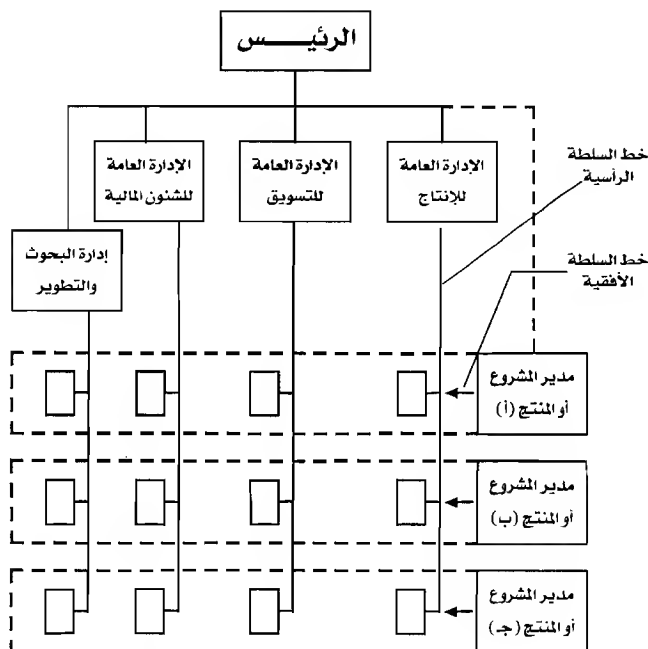 الرئيـــــس
الإدارة العامة
للإنتاج
الإدارة العامة
للتسويق
الإدارة العامة
للشئون المالية
إدارة البحوث
والتطوير
خط السلطة
الرأسية
خط السلطة
الأفقية
مدير المشروع
أو المنتج (أ)
مدير المشروع
أو المنتج (ب)
مدير المشروع
أو المنتج (جـ)